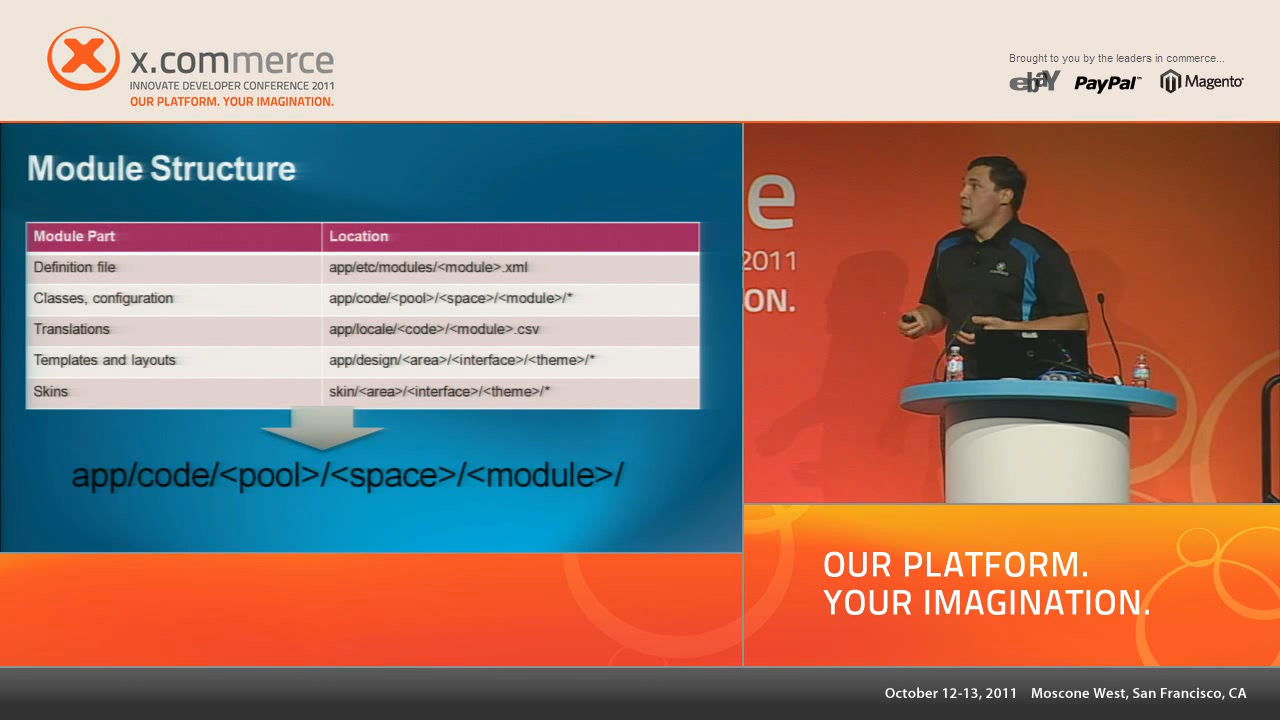 x.commerce
INNOVATE DEVELOPER CONFERENCE 2011
OUR PLATFORM. YOUR IMAGINATION.
Brought to you by the leaders in commerce...
ebaY PayPal™ Magento®
Module Structure
Module Part Location
Definition file app/etc/modules/<module>.xml
Classes, configuration app/code/<pool>/<space>/<module>/*
Translations app/locale/<code>/<module>.csv
Templates and layouts app/design/<area>/<interface>/<theme>/*
Skins skin/<area>/<interface>/<theme>/*
app/code/<pool>/<space>/<module>/
e
2011
ON.
OUR PLATFORM.
YOUR IMAGINATION.
October 12-13, 2011 Moscone West, San Francisco, CA